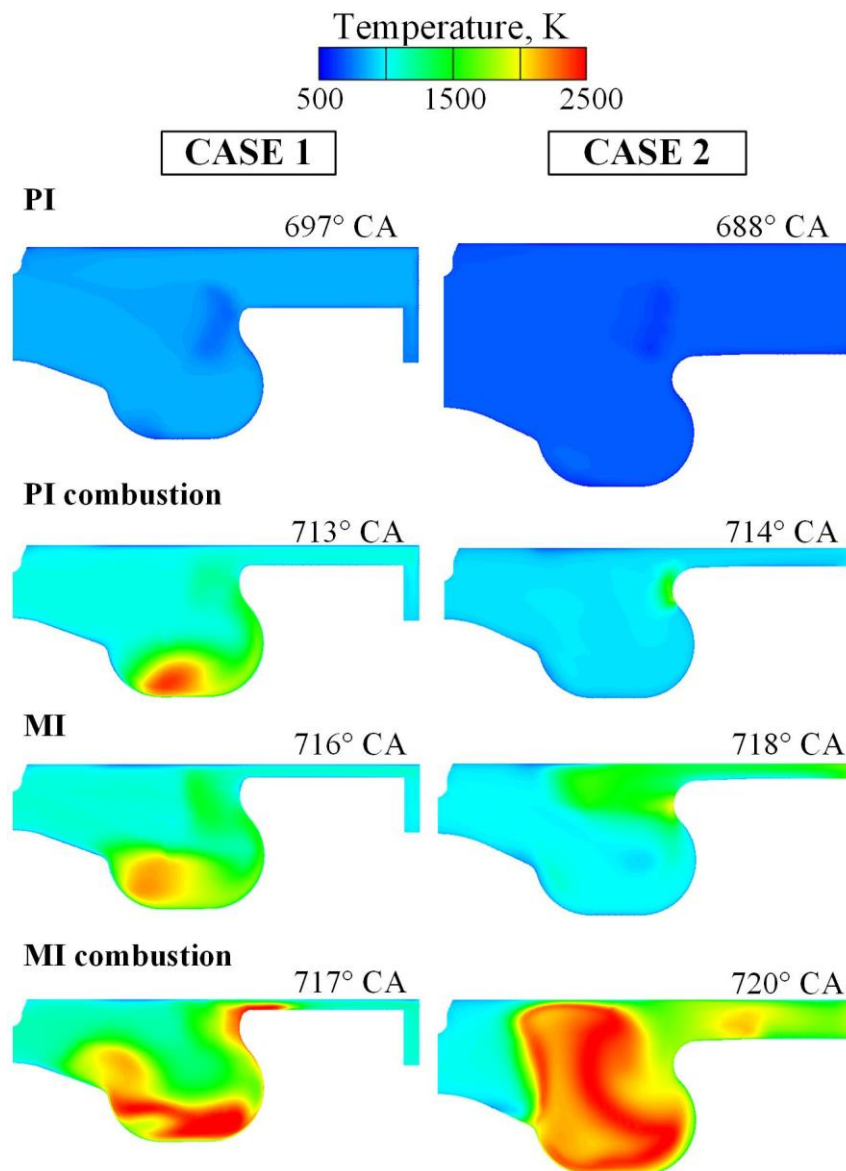 Temperature, K
500 1500 2500
CASE 1 CASE 2
PI
697° CA 688° CA
PI combustion
713° CA 714° CA
MI
716° CA 718° CA
MI combustion
717° CA 720° CA